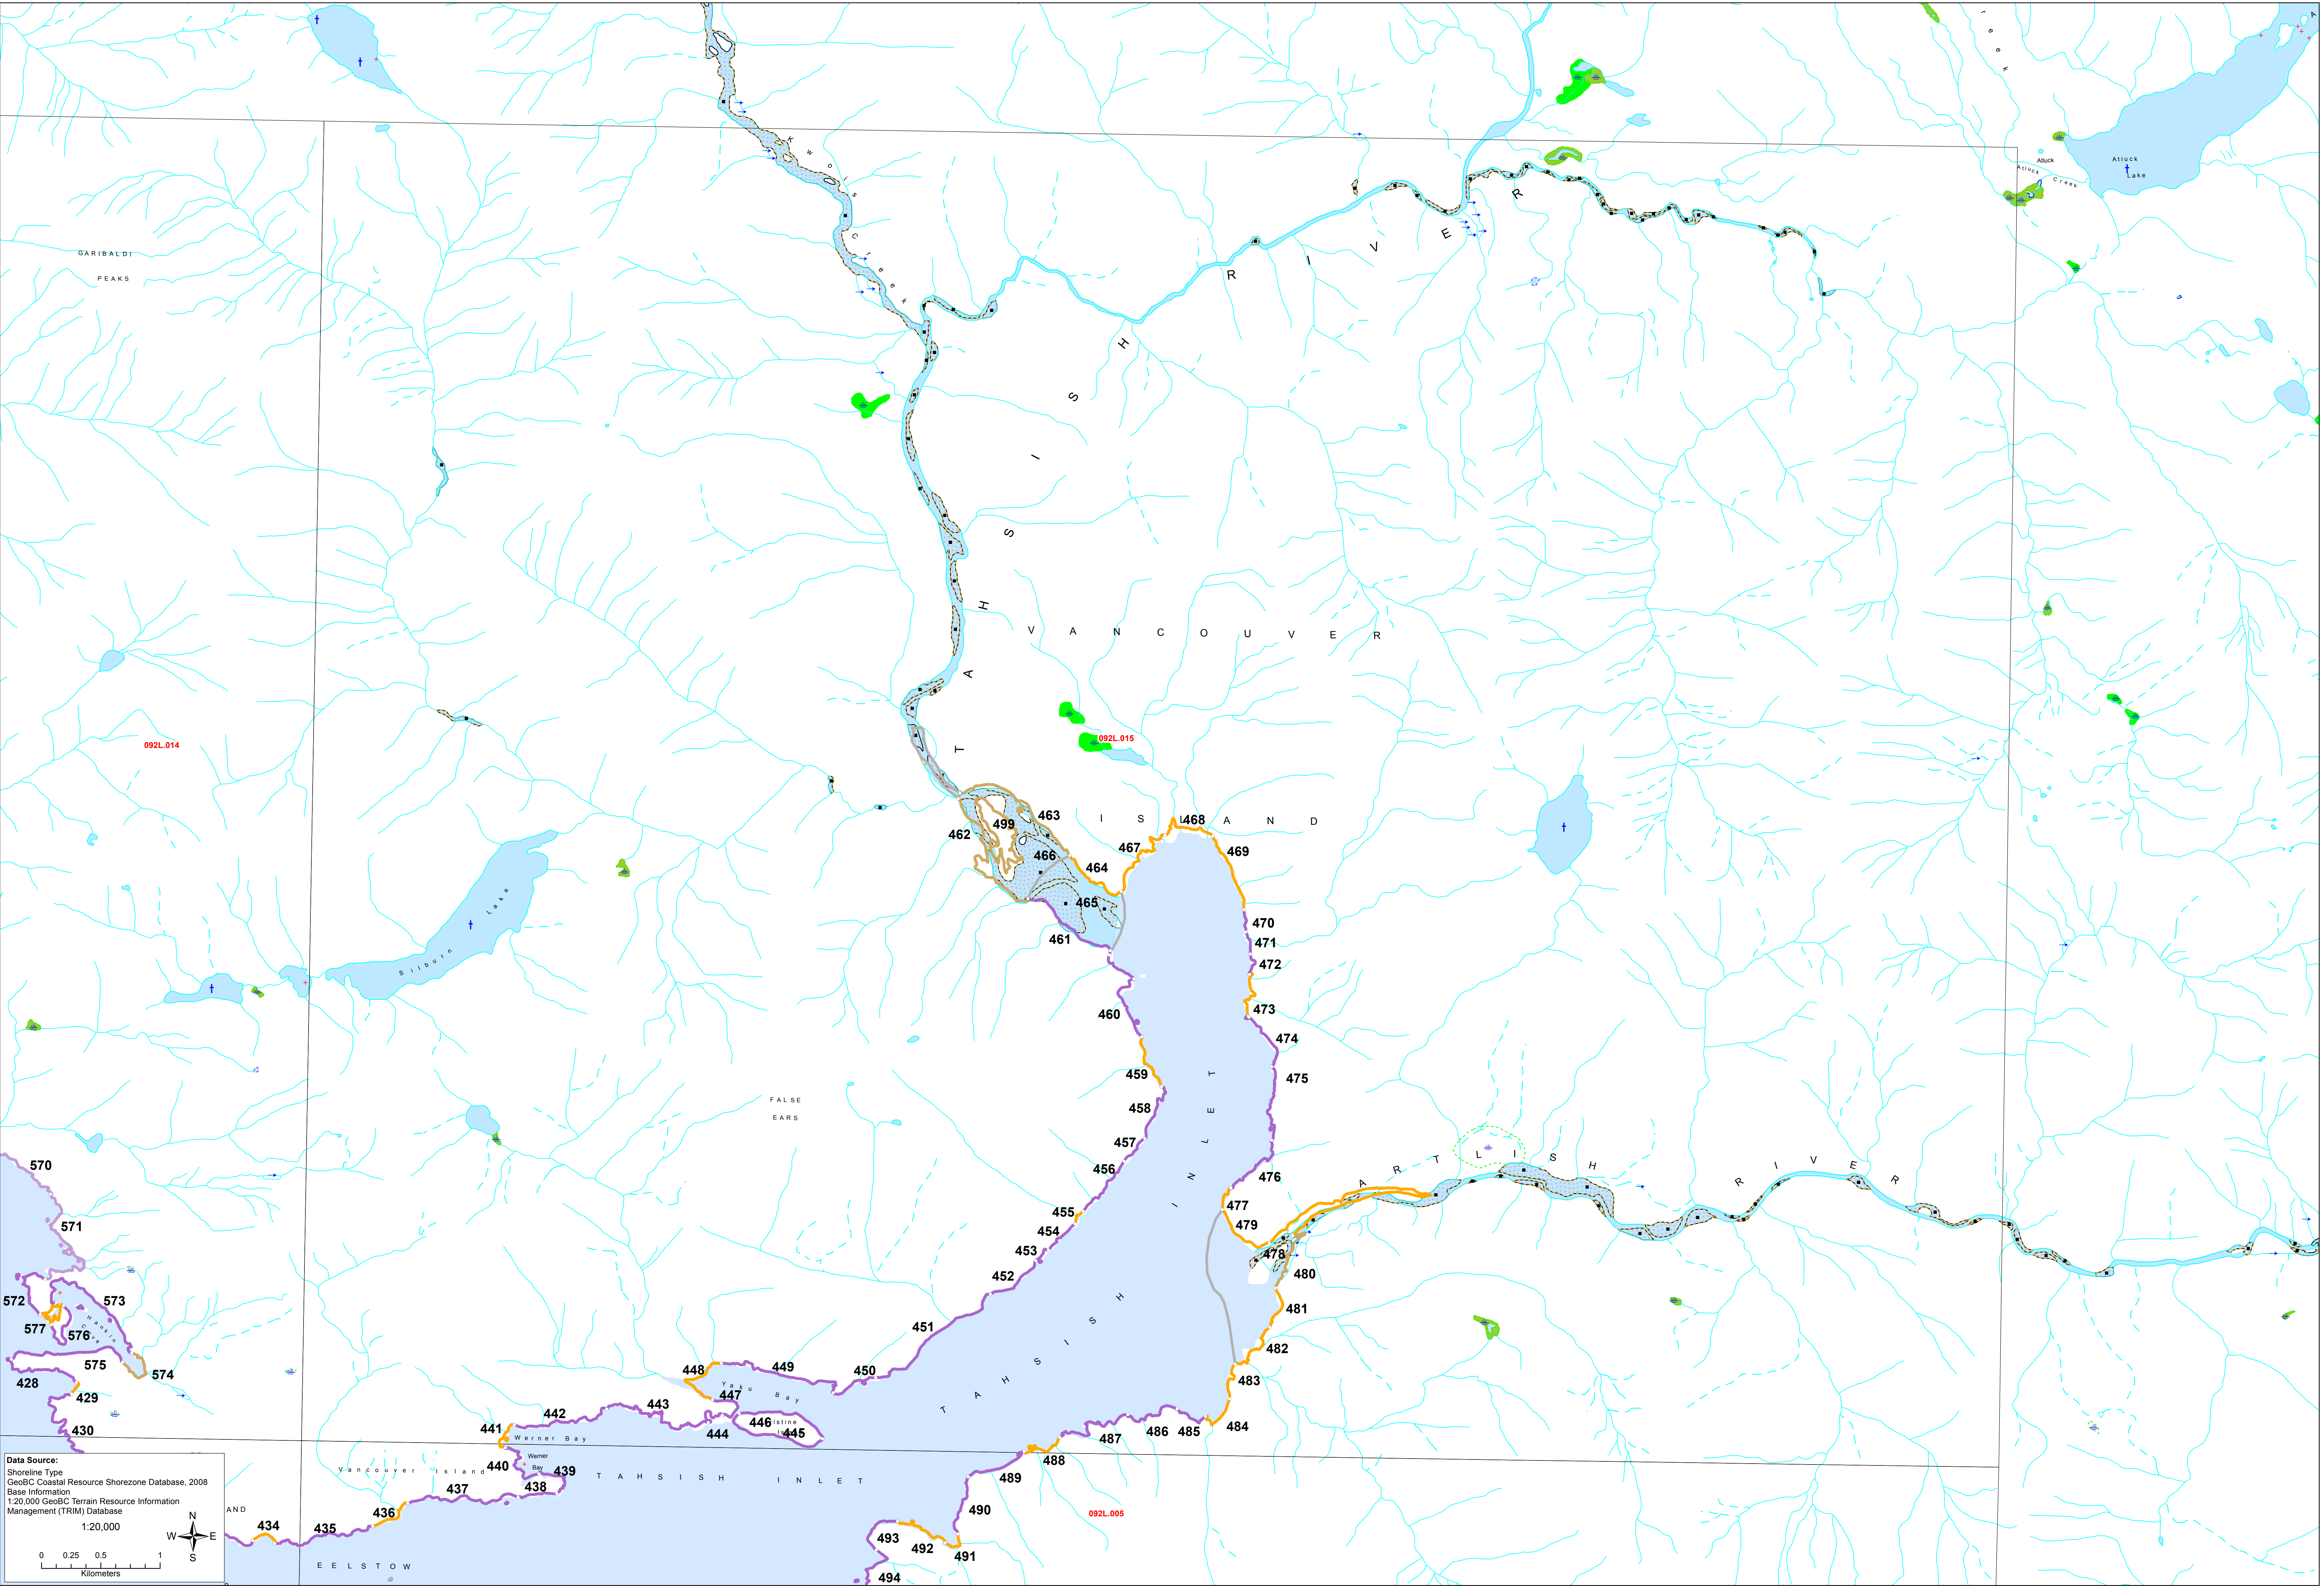 reek
Kwois Creek
Atluck
Atluck Creek
Atluck
Lake
GARIBALDI
PEAKS
TAHSISH RIVER
VANCOUVER
092L.014
092L.015
ISLAND
463
499
462
468
467
466
464
469
465
470
461
471
472
Silburn Lake
460
473
474
459
475
FALSE
EARS
458
457
456
INLET
ARTLISH RIVER
570
476
477
455
571
479
454
453
478
452
480
572
573
481
577
576
Hankin
Cove
451
482
575
574
448
449
450
428
483
Yaku Bay
429
447
442
443
TAHSISH
430
441
444
446
445
486
485
484
487
Werner Bay
440
Werner
Bay
439
488
489
Vancouver Island
TAHSISH INLET
437
438
436
490
092L.005
AND
434
435
493
492
491
EELSTOW
494
Data Source:
Shoreline Type
GeoBC Coastal Resource Shorezone Database, 2008
Base Information
1:20,000 GeoBC Terrain Resource Information
Management (TRIM) Database
1:20,000
N
W E
S
0 0.25 0.5 1
Kilometers